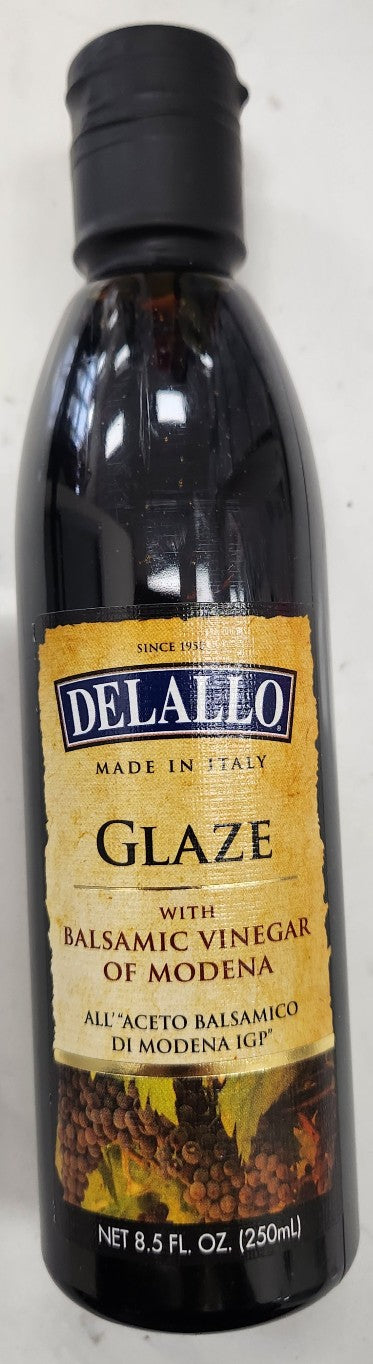 SINCE 1950
DELALLO®
MADE IN ITALY
GLAZE
WITH
BALSAMIC VINEGAR
OF MODENA
ALL'"ACETO BALSAMICO
DI MODENA IGP"
NET 8.5 FL. OZ. (250mL)